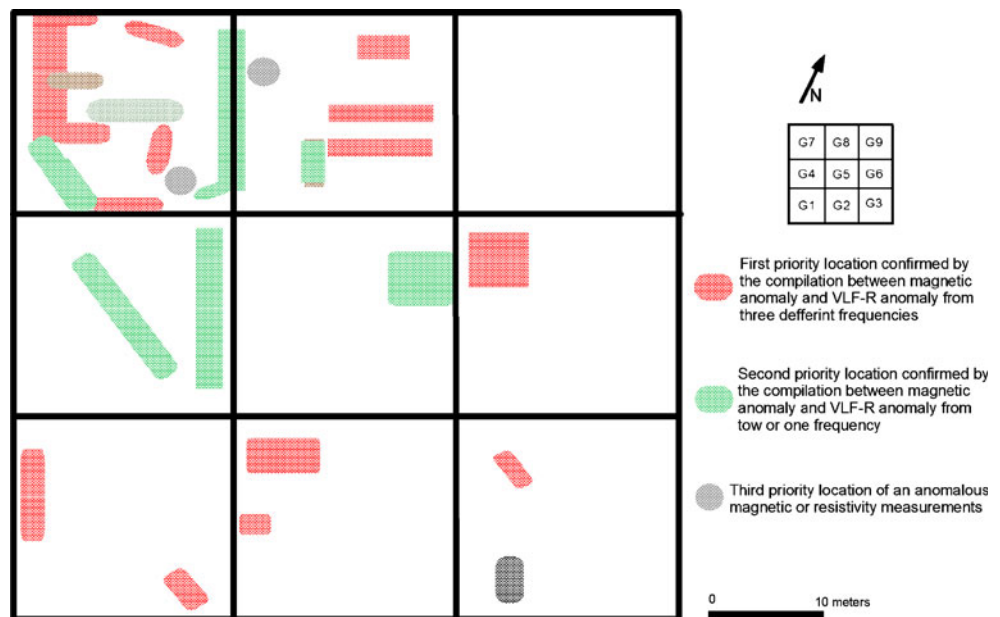 N
G7 G8 G9
G4 G5 G6
G1 G2 G3
First priority location confirmed by
the compilation between magnetic
anomaly and VLF-R anomaly from
three defferint frequencies
Second priority location confirmed by
the compilation between magnetic
anomaly and VLF-R anomaly from
tow or one frequency
Third priority location of an anomalous
magnetic or resistivity measurements
0 10 meters